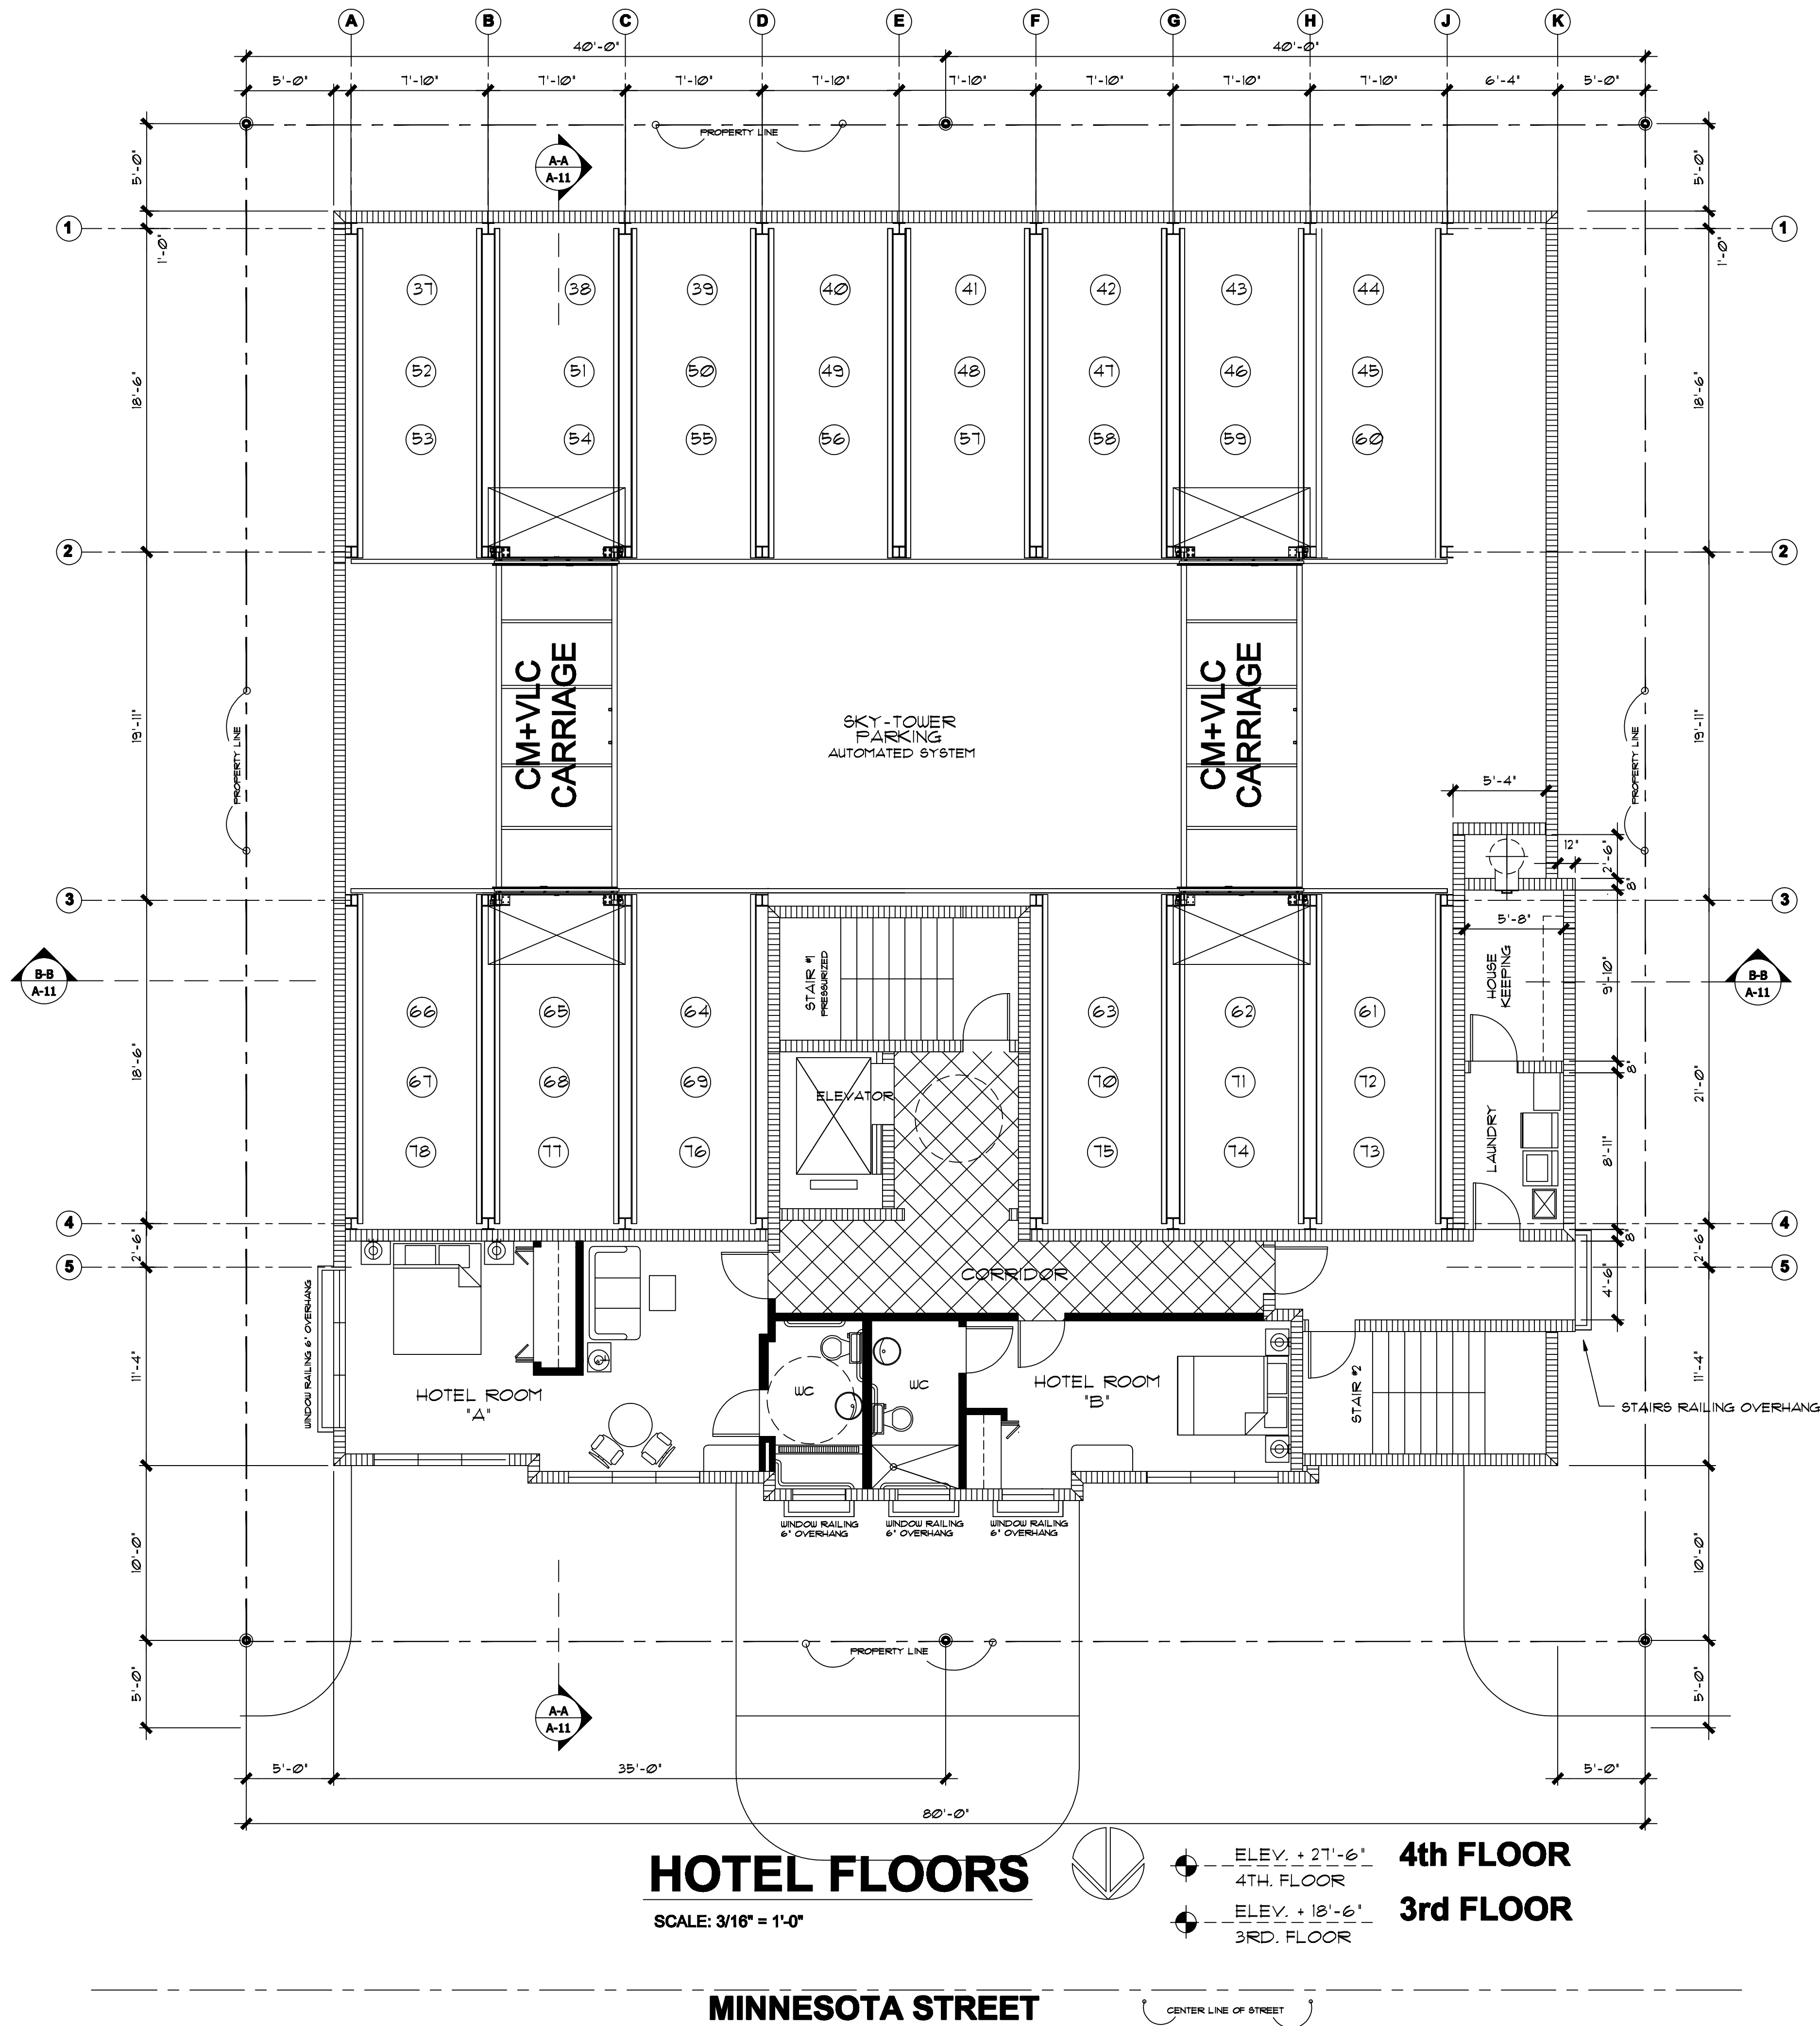 A B C D E F G H J K
40'-0" 40'-0"
5'-0" 7'-10" 7'-10" 7'-10" 7'-10" 7'-10" 7'-10" 7'-10" 7'-10" 6'-4" 5'-0"
PROPERTY LINE
A-A
A-11
5'-0" 5'-0"
1 1
1'-0" 1'-0"
37 38 39 40 41 42 43 44
52 51 50 49 48 47 46 45
18'-6" 18'-6"
53 54 55 56 57 58 59 60
2 2
CM+VLC
CARRIAGE
CM+VLC
CARRIAGE
SKY-TOWER
PARKING
AUTOMATED SYSTEM
19'-11" 19'-11"
PROPERTY LINE
PROPERTY LINE
5'-4"
12"
2'-6"
8"
3 3
5'-8"
B-B
A-11
B-B
A-11
STAIR #1
PRESSURIZED
HOUSE
KEEPING
9'-10"
66 65 64 63 62 61
18'-6"
8"
67 68 69 70 71 72
ELEVATOR
21'-0"
LAUNDRY
8'-11"
78 77 76 75 74 73
4 4
8"
2'-6" 2'-6"
5 5
CORRIDOR
4'-6"
WINDOW RAILING 6" OVERHANG
11'-4" 11'-4"
HOTEL ROOM
"A"
WC
WC
HOTEL ROOM
"B"
STAIR #2
STAIRS RAILING OVERHANG
WINDOW RAILING
6" OVERHANG
WINDOW RAILING
6" OVERHANG
WINDOW RAILING
6" OVERHANG
10'-0" 10'-0"
PROPERTY LINE
5'-0" 5'-0"
A-A
A-11
5'-0" 35'-0" 5'-0"
80'-0"
HOTEL FLOORS
SCALE: 3/16" = 1'-0"
ELEV. + 27'-6" 4th FLOOR
4TH. FLOOR
ELEV. + 18'-6" 3rd FLOOR
3RD. FLOOR
MINNESOTA STREET
CENTER LINE OF STREET